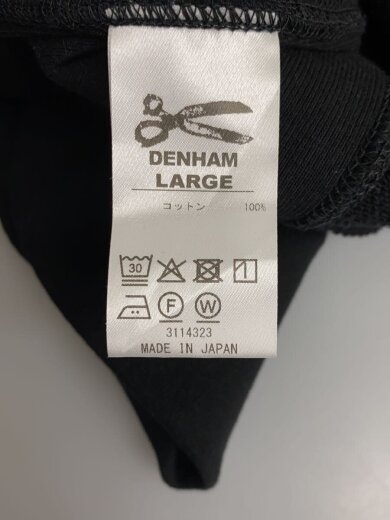 DENHAM
LARGE
コットン 100%
30
F W
3114323
MADE IN JAPAN